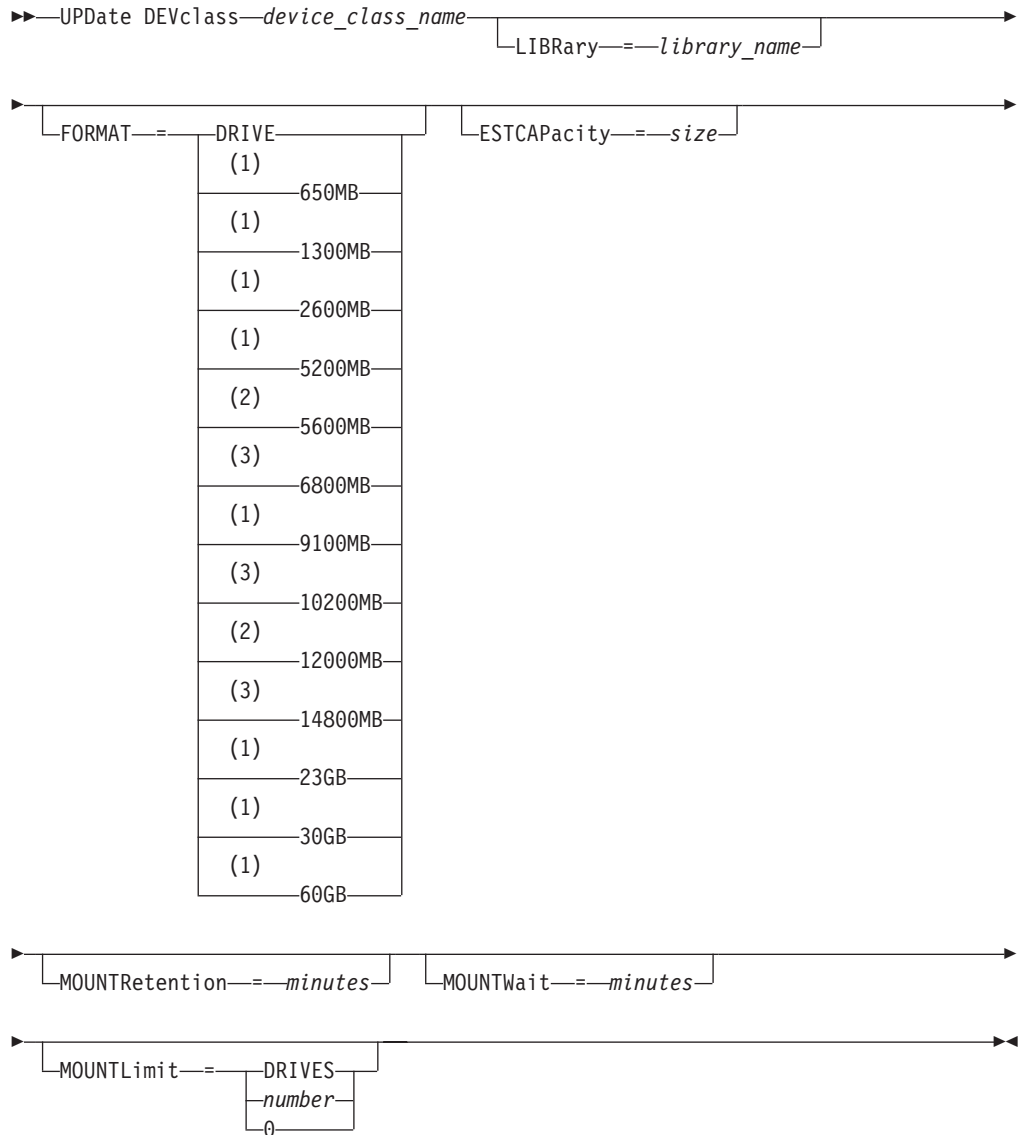 UPDate DEVclass device_class_name
LIBRary = library_name
FORMAT = DRIVE
(1)
650MB
(1)
1300MB
(1)
2600MB
(1)
5200MB
(2)
5600MB
(3)
6800MB
(1)
9100MB
(3)
10200MB
(2)
12000MB
(3)
14800MB
(1)
23GB
(1)
30GB
(1)
60GB
ESTCAPacity = size
MOUNTRetention = minutes
MOUNTWait = minutes
MOUNTLimit = DRIVES
number
0